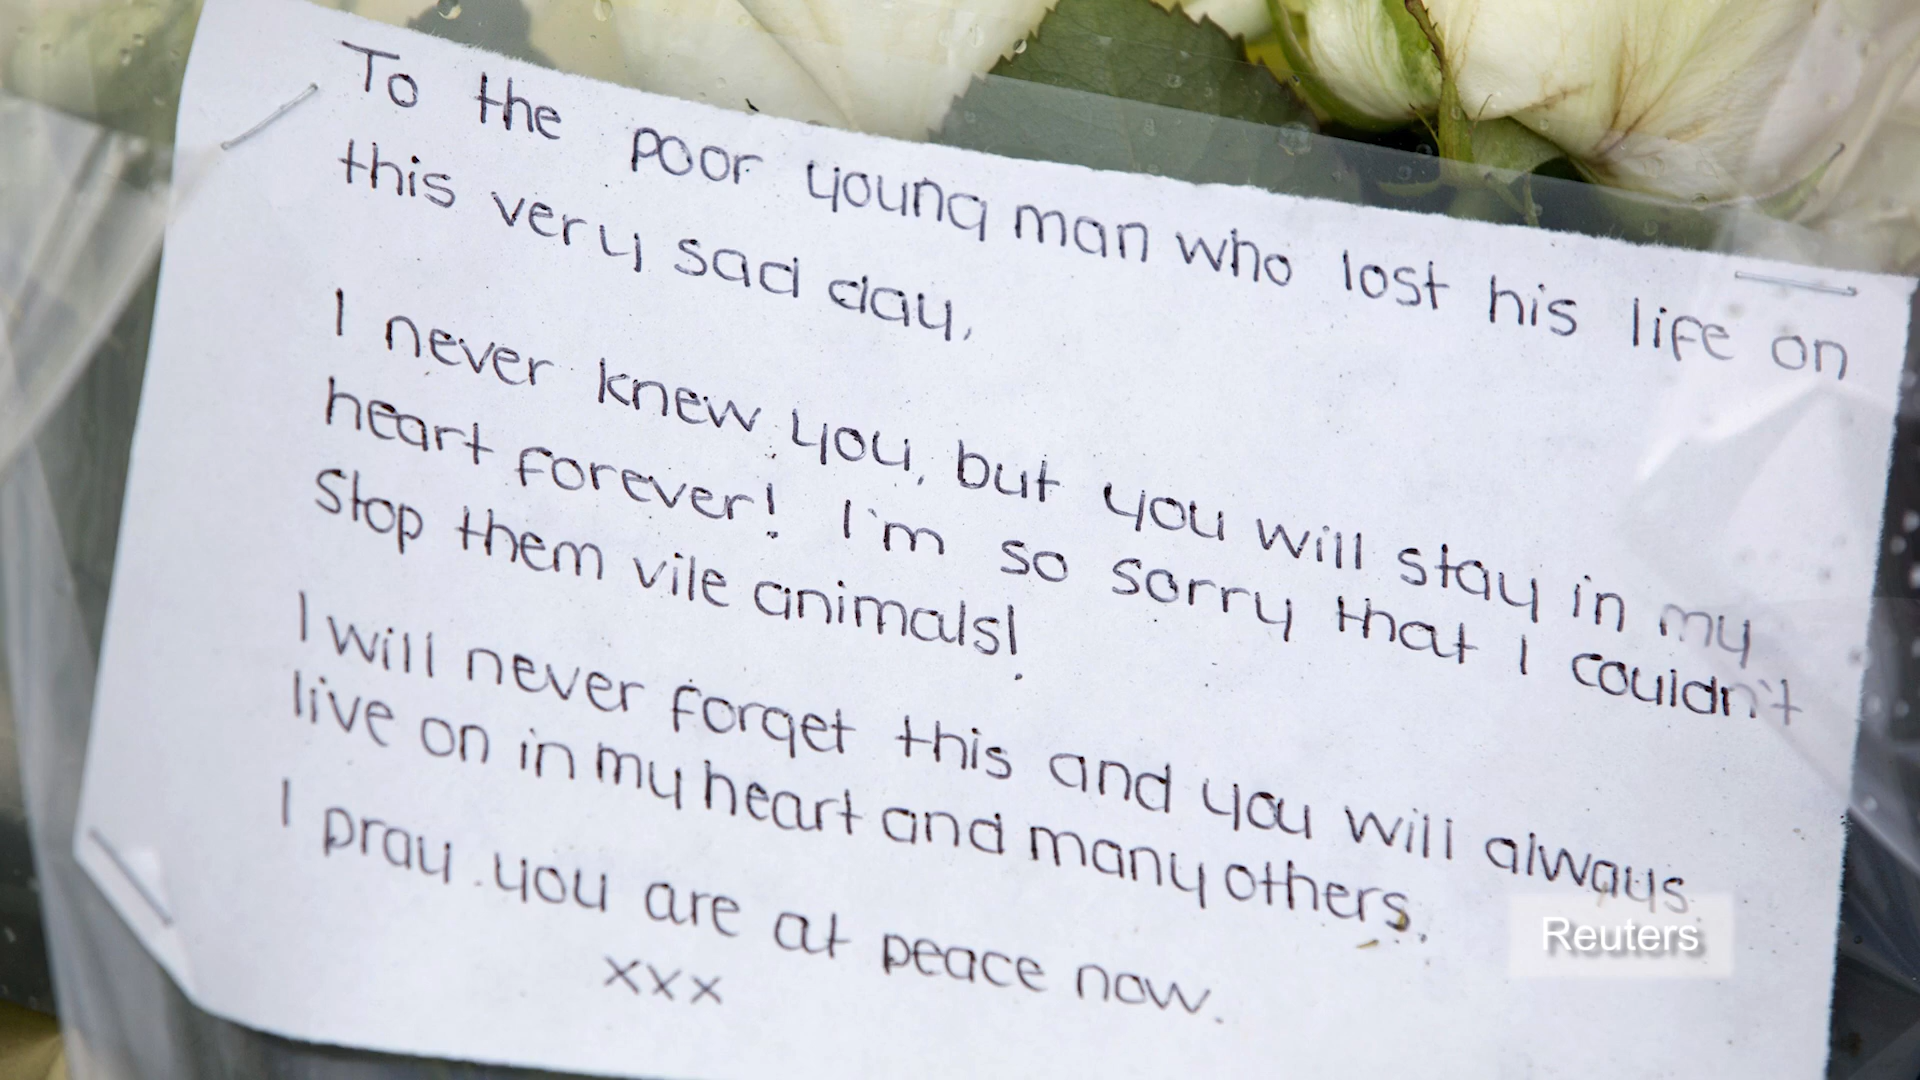 To the poor young man who lost his life on
this very sad day,
I never knew you, but you will stay in my
heart forever! I'm so sorry that I couldn't
Stop them vile animals!
I will never forget this and you will always
live on in my heart and many others.
I pray you are at peace now.
xxx
Reuters